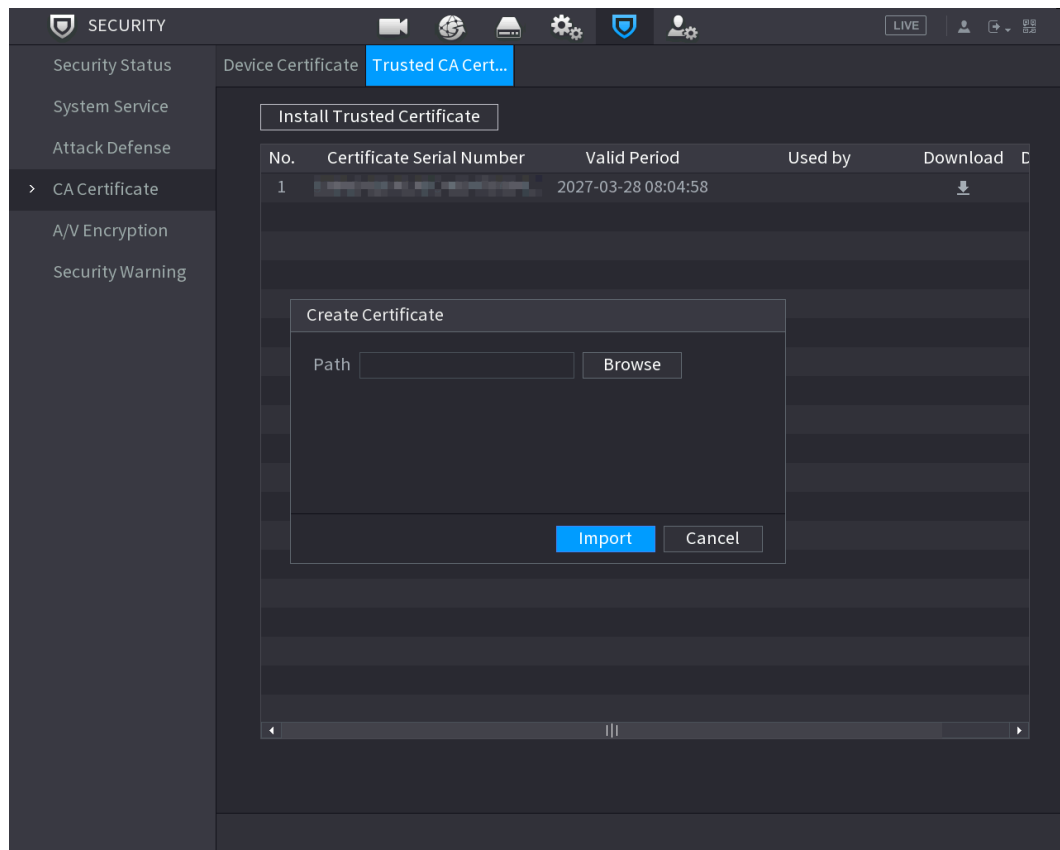 SECURITY
LIVE
Security Status
System Service
Attack Defense
CA Certificate
A/V Encryption
Security Warning
Device Certificate Trusted CA Cert...
Install Trusted Certificate
No. Certificate Serial Number Valid Period Used by Download D
1 2027-03-28 08:04:58
Create Certificate
Path Browse
Import Cancel